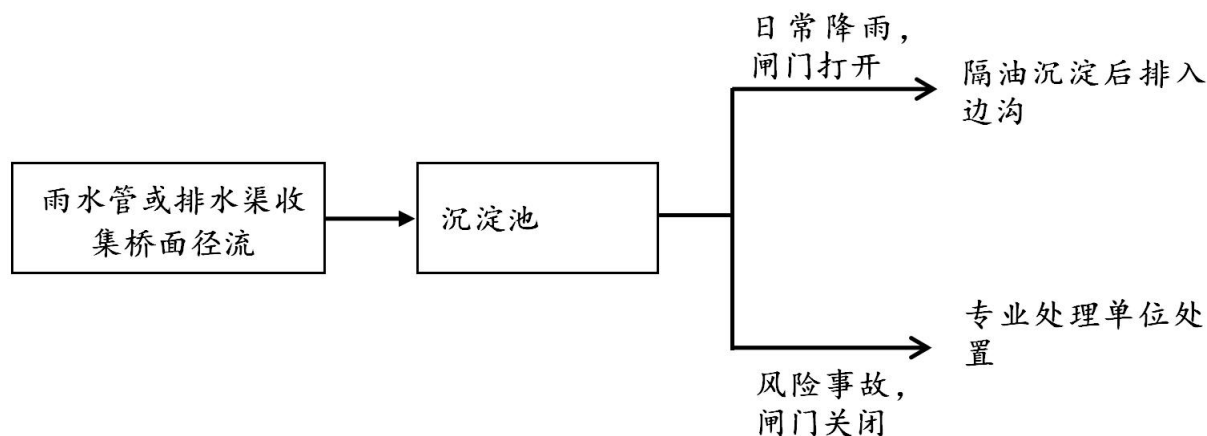 雨水管或排水渠收
集桥面径流
沉淀池
日常降雨，
闸门打开
隔油沉淀后排入
边沟
风险事故，
闸门关闭
专业处理单位处
置